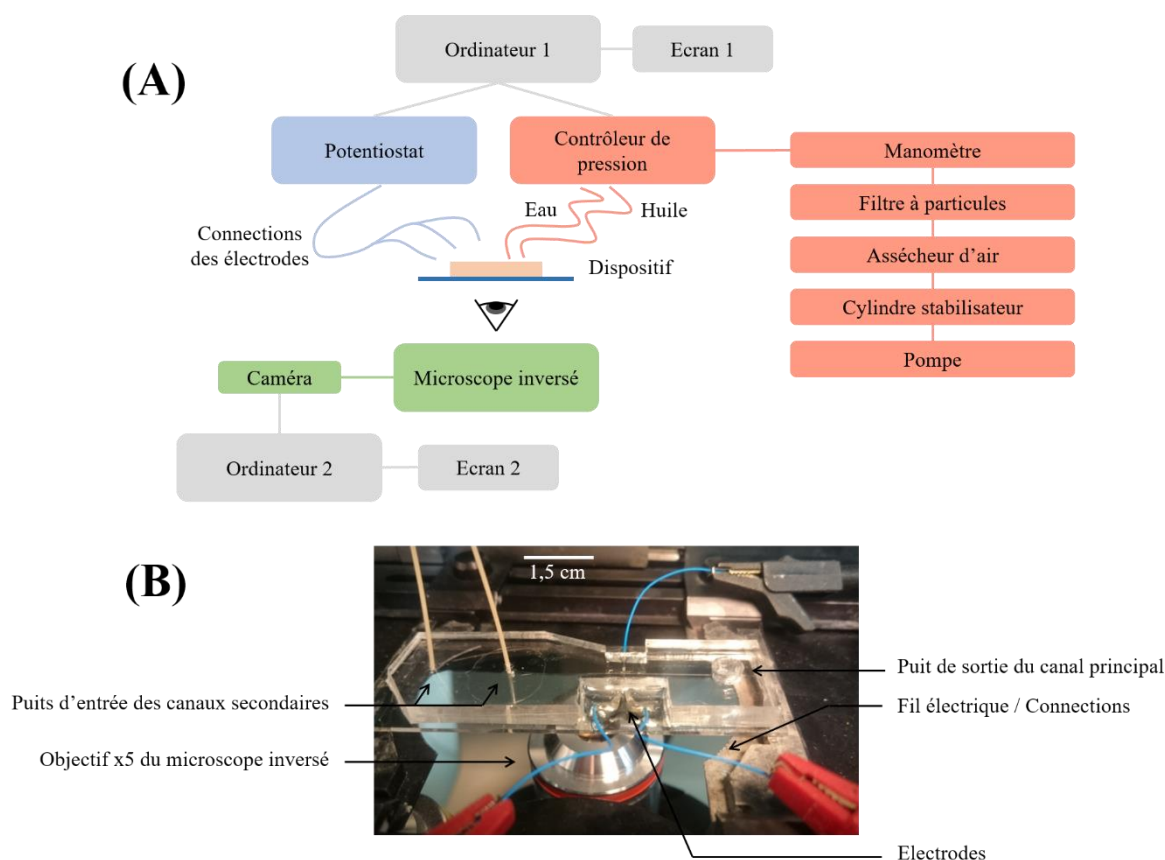 (A)
Ordinateur 1
Ecran 1
Potentiostat
Contrôleur de
pression
Manomètre
Filtre à particules
Assécheur d’air
Cylindre stabilisateur
Pompe
Connections
des électrodes
Eau
Huile
Dispositif
Caméra
Microscope inversé
Ordinateur 2
Ecran 2
(B)
1,5 cm
Puits d’entrée des canaux secondaires
Objectif x5 du microscope inversé
Puit de sortie du canal principal
Fil électrique / Connections
Electrodes